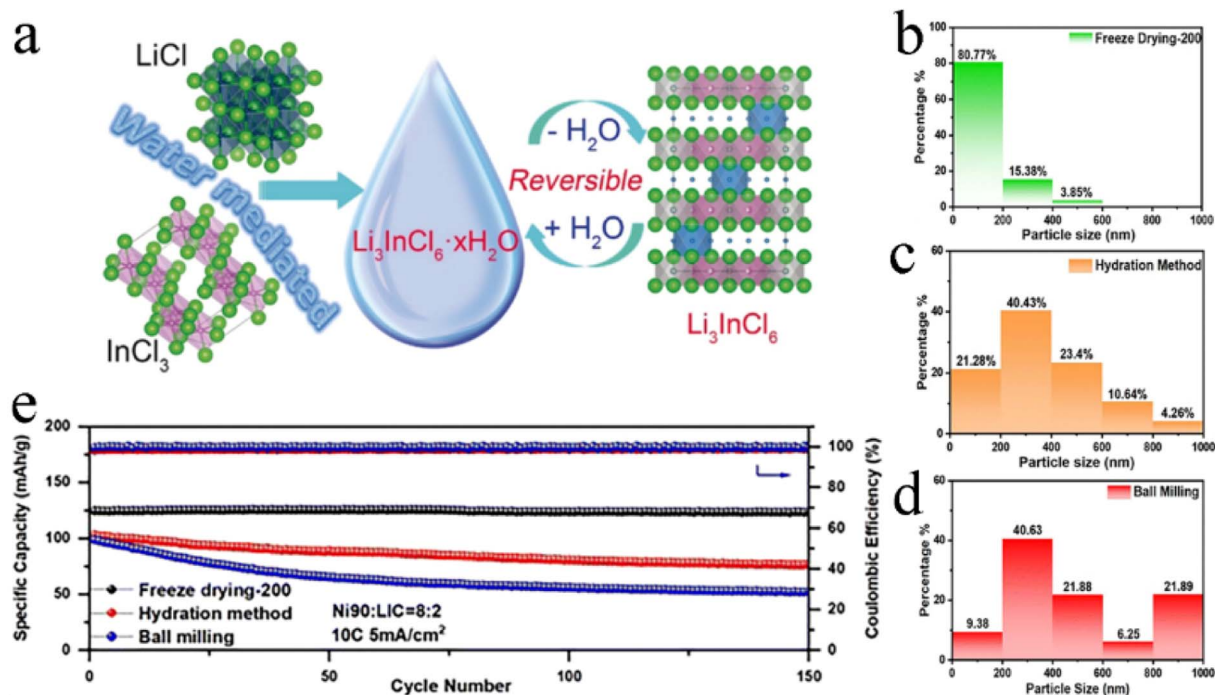 a
LiCl
Water mediated
InCl₃
Li₃InCl₆·xH₂O
- H₂O
Reversible
+ H₂O
Li₃InCl₆
b
Freeze Drying-200
Percentage %
100
80
60
40
20
0
80.77%
15.38%
3.85%
0 200 400 600 800 1000
Particle size (nm)
c
Hydration Method
Percentage %
60
40
20
0
21.28%
40.43%
23.4%
10.64%
4.26%
0 200 400 600 800 1000
Particle size (nm)
d
Ball Milling
Percentage %
60
40
20
0
9.38
40.63
21.88
6.25
21.89
0 200 400 600 800 1000
Particle Size (nm)
e
Specific Capacity (mAh/g)
200
150
100
50
0
Freeze drying-200
Hydration method
Ball milling
Ni90:LIC=8:2
10C 5mA/cm²
0 50 100 150
Cycle Number
100
80
60
40
20
0
Coulombic Efficiency (%)